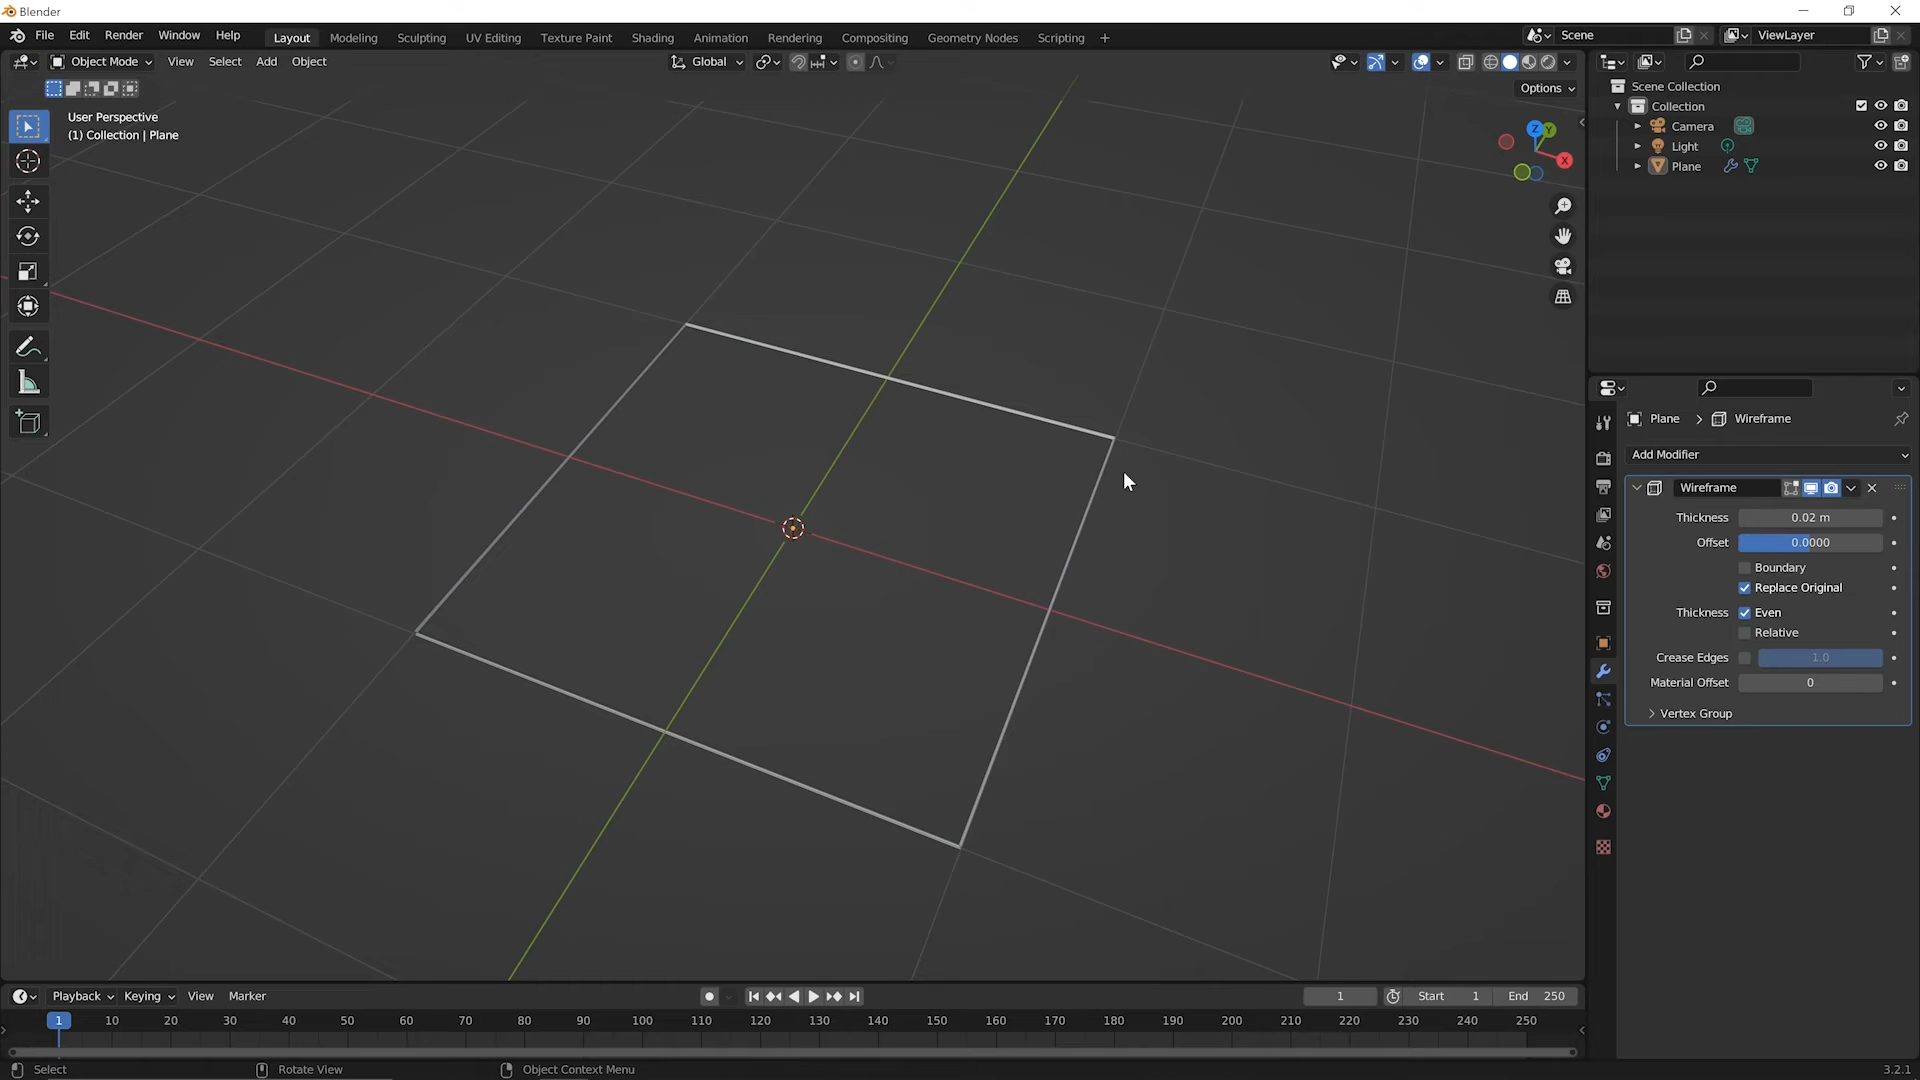 Blender
File Edit Render Window Help Layout Modeling Sculpting UV Editing Texture Paint Shading Animation Rendering Compositing Geometry Nodes Scripting + Scene ViewLayer
Object Mode View Select Add Object Global
Options
User Perspective
(1) Collection | Plane
Z Y
X
Scene Collection
Collection
Camera
Light
Plane
Plane > Wireframe
Add Modifier
Wireframe
Thickness 0.02 m
Offset 0.0000
Boundary
Replace Original
Thickness Even
Relative
Crease Edges 1.0
Material Offset 0
Vertex Group
Playback Keying View Marker 1 Start 1 End 250
1 10 20 30 40 50 60 70 80 90 100 110 120 130 140 150 160 170 180 190 200 210 220 230 240 250
Select Rotate View Object Context Menu 3.2.1